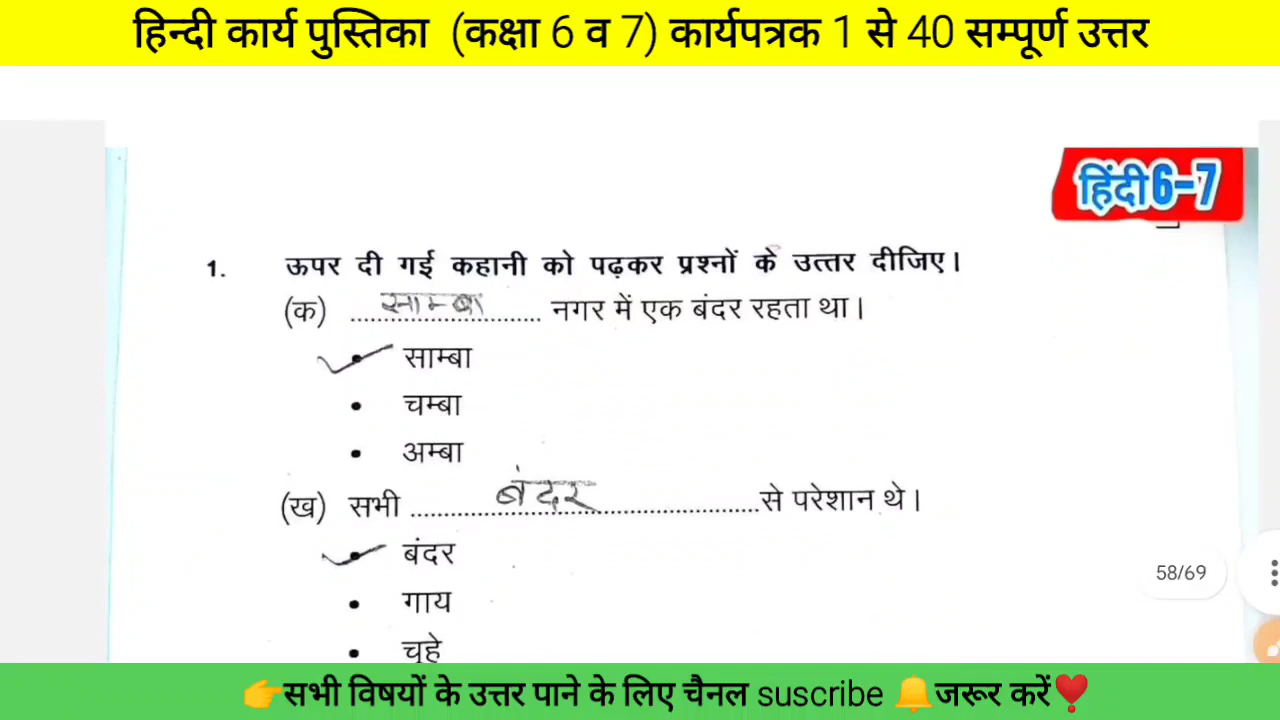 हिन्दी कार्य पुस्तिका (कक्षा 6 व 7) कार्यपत्रक 1 से 40 सम्पूर्ण उत्तर
हिंदी 6-7
1. ऊपर दी गई कहानी को पढ़कर प्रश्नों के उत्तर दीजिए।
(क) .....साम्बा..... नगर में एक बंदर रहता था।
• साम्बा
• चम्बा
• अम्बा
(ख) सभी .....बंदर..... से परेशान थे।
• बंदर
58/69
• गाय
• चूहे
👉सभी विषयों के उत्तर पाने के लिए चैनल suscribe 🔔जरूर करें❣️